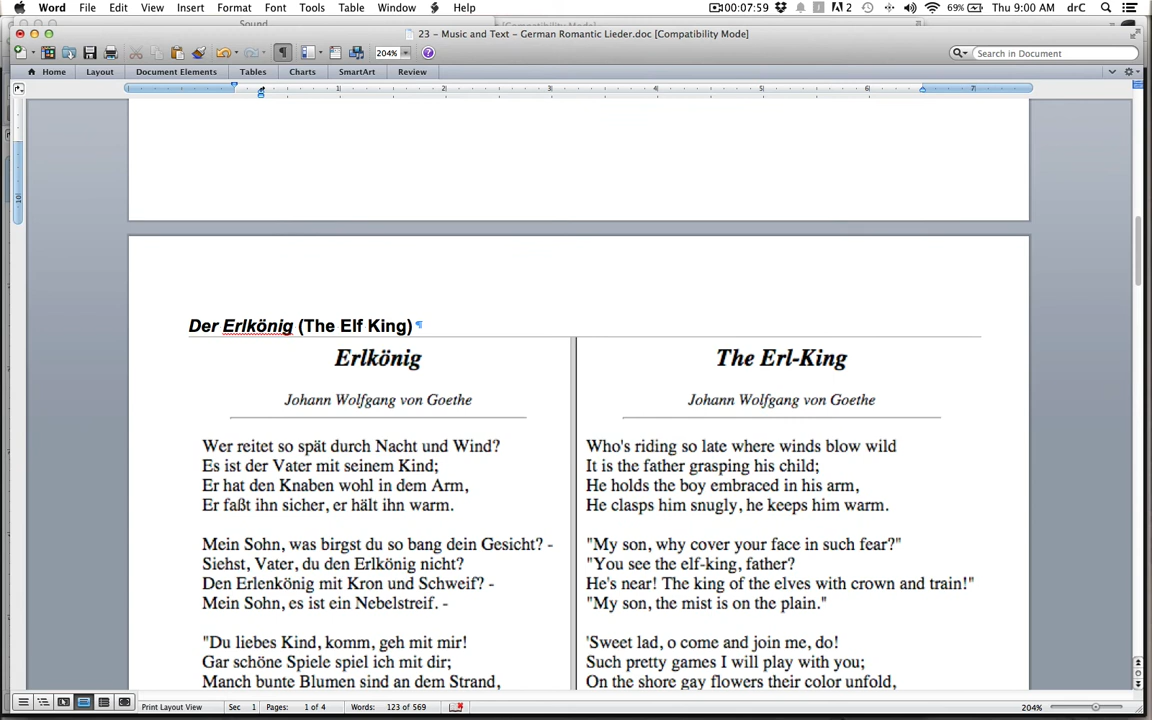 Word File Edit View Insert Format Font Tools Table Window Help 00:07:59 2 69% Thu 9:00 AM drC
Sound
23 - Music and Text - German Romantic Lieder.doc [Compatibility Mode]
204% Search in Document
Home Layout Document Elements Tables Charts SmartArt Review
1 2 3 4 5 6 7
10
Der Erlkönig (The Elf King)¶
Erlkönig
Johann Wolfgang von Goethe
Wer reitet so spät durch Nacht und Wind?
Es ist der Vater mit seinem Kind;
Er hat den Knaben wohl in dem Arm,
Er faßt ihn sicher, er hält ihn warm.
Mein Sohn, was birgst du so bang dein Gesicht? -
Siehst, Vater, du den Erlkönig nicht?
Den Erlenkönig mit Kron und Schweif? -
Mein Sohn, es ist ein Nebelstreif. -
"Du liebes Kind, komm, geh mit mir!
Gar schöne Spiele spiel ich mit dir;
Manch bunte Blumen sind an dem Strand,
The Erl-King
Johann Wolfgang von Goethe
Who's riding so late where winds blow wild
It is the father grasping his child;
He holds the boy embraced in his arm,
He clasps him snugly, he keeps him warm.
"My son, why cover your face in such fear?"
"You see the elf-king, father?
He's near! The king of the elves with crown and train!"
"My son, the mist is on the plain."
'Sweet lad, o come and join me, do!
Such pretty games I will play with you;
On the shore gay flowers their color unfold,
Print Layout View Sec 1 Pages: 1 of 4 Words: 123 of 569 204%